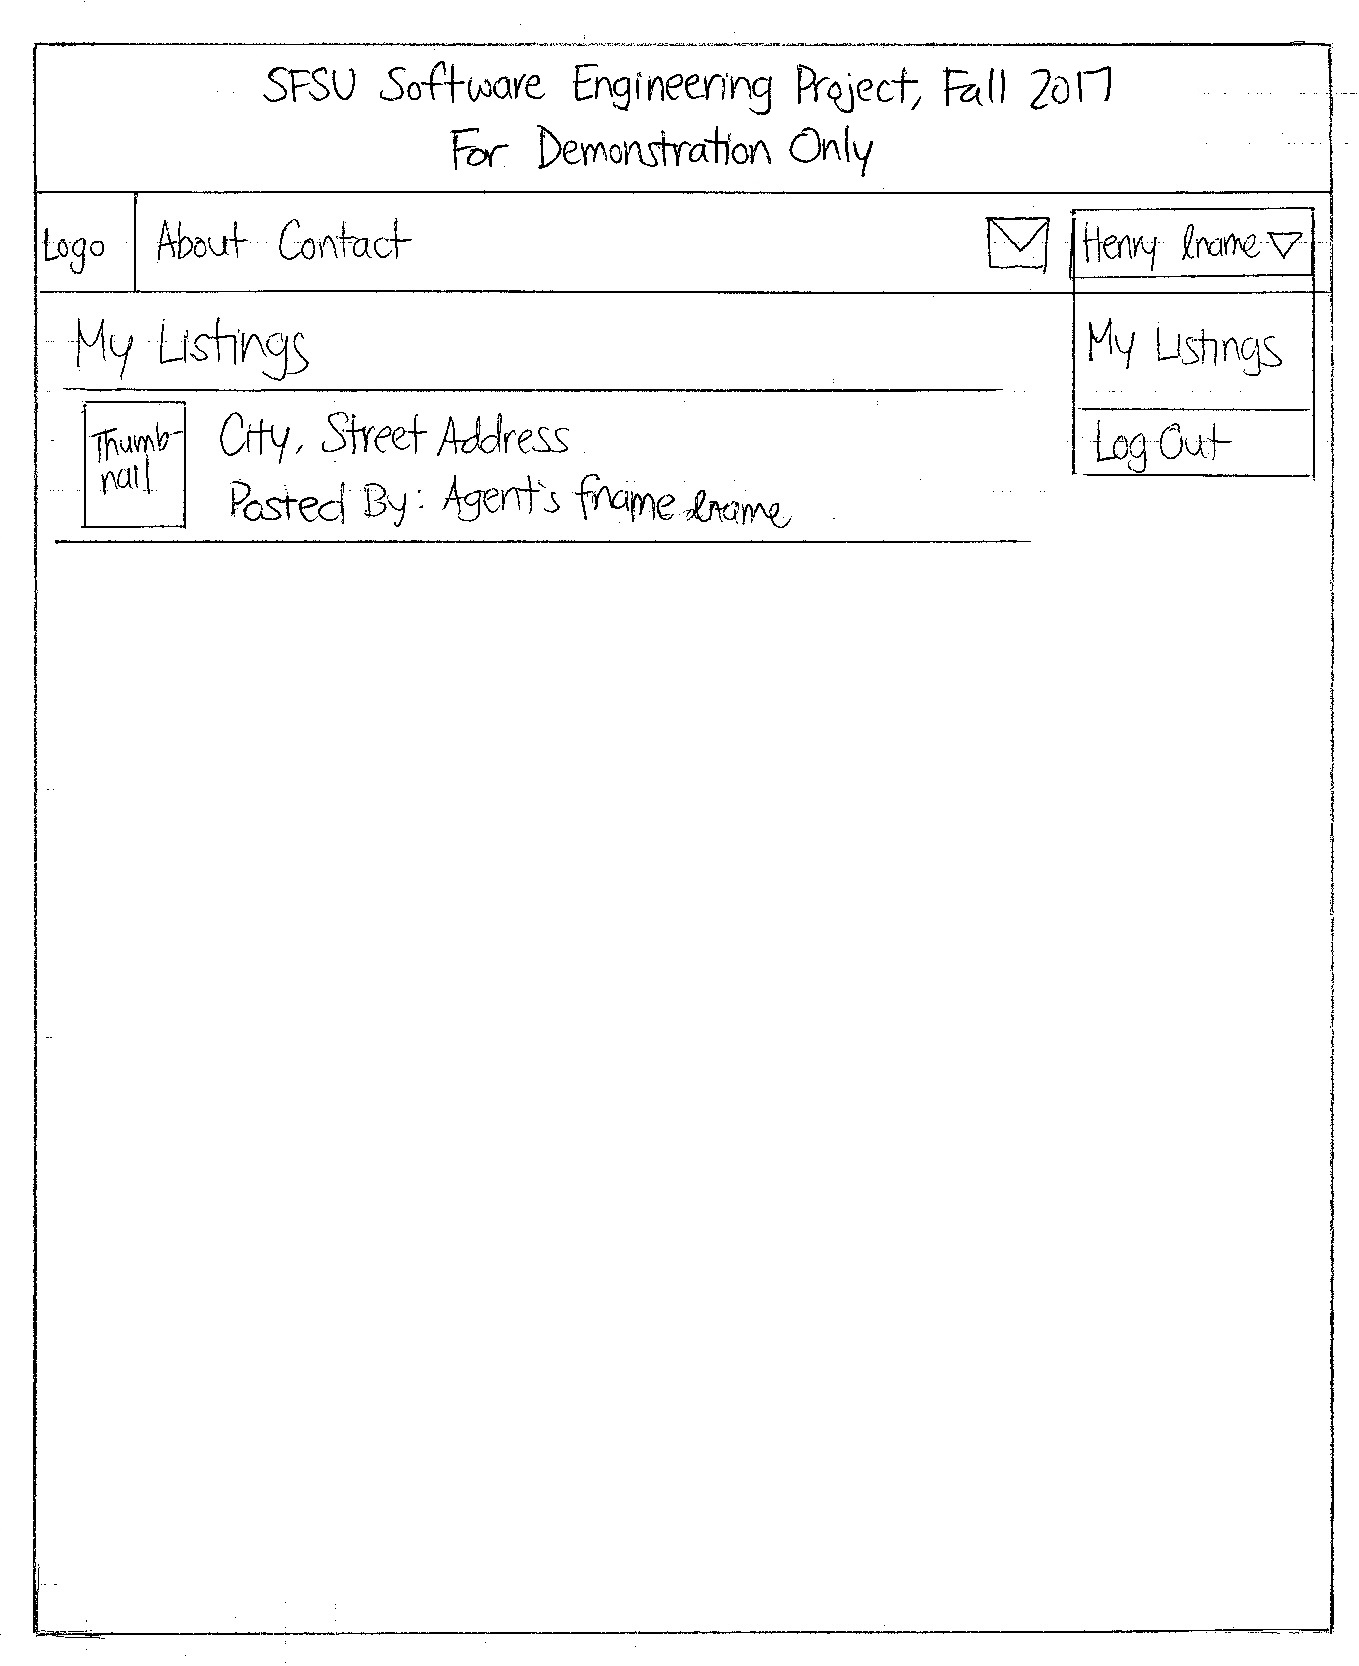 SFSU Software Engineering Project, Fall 2017
For Demonstration Only
Logo About Contact Henry lname
My Listings
My Listings
Log Out
Thumb-
nail
City, Street Address
Posted By: Agent's fname lname